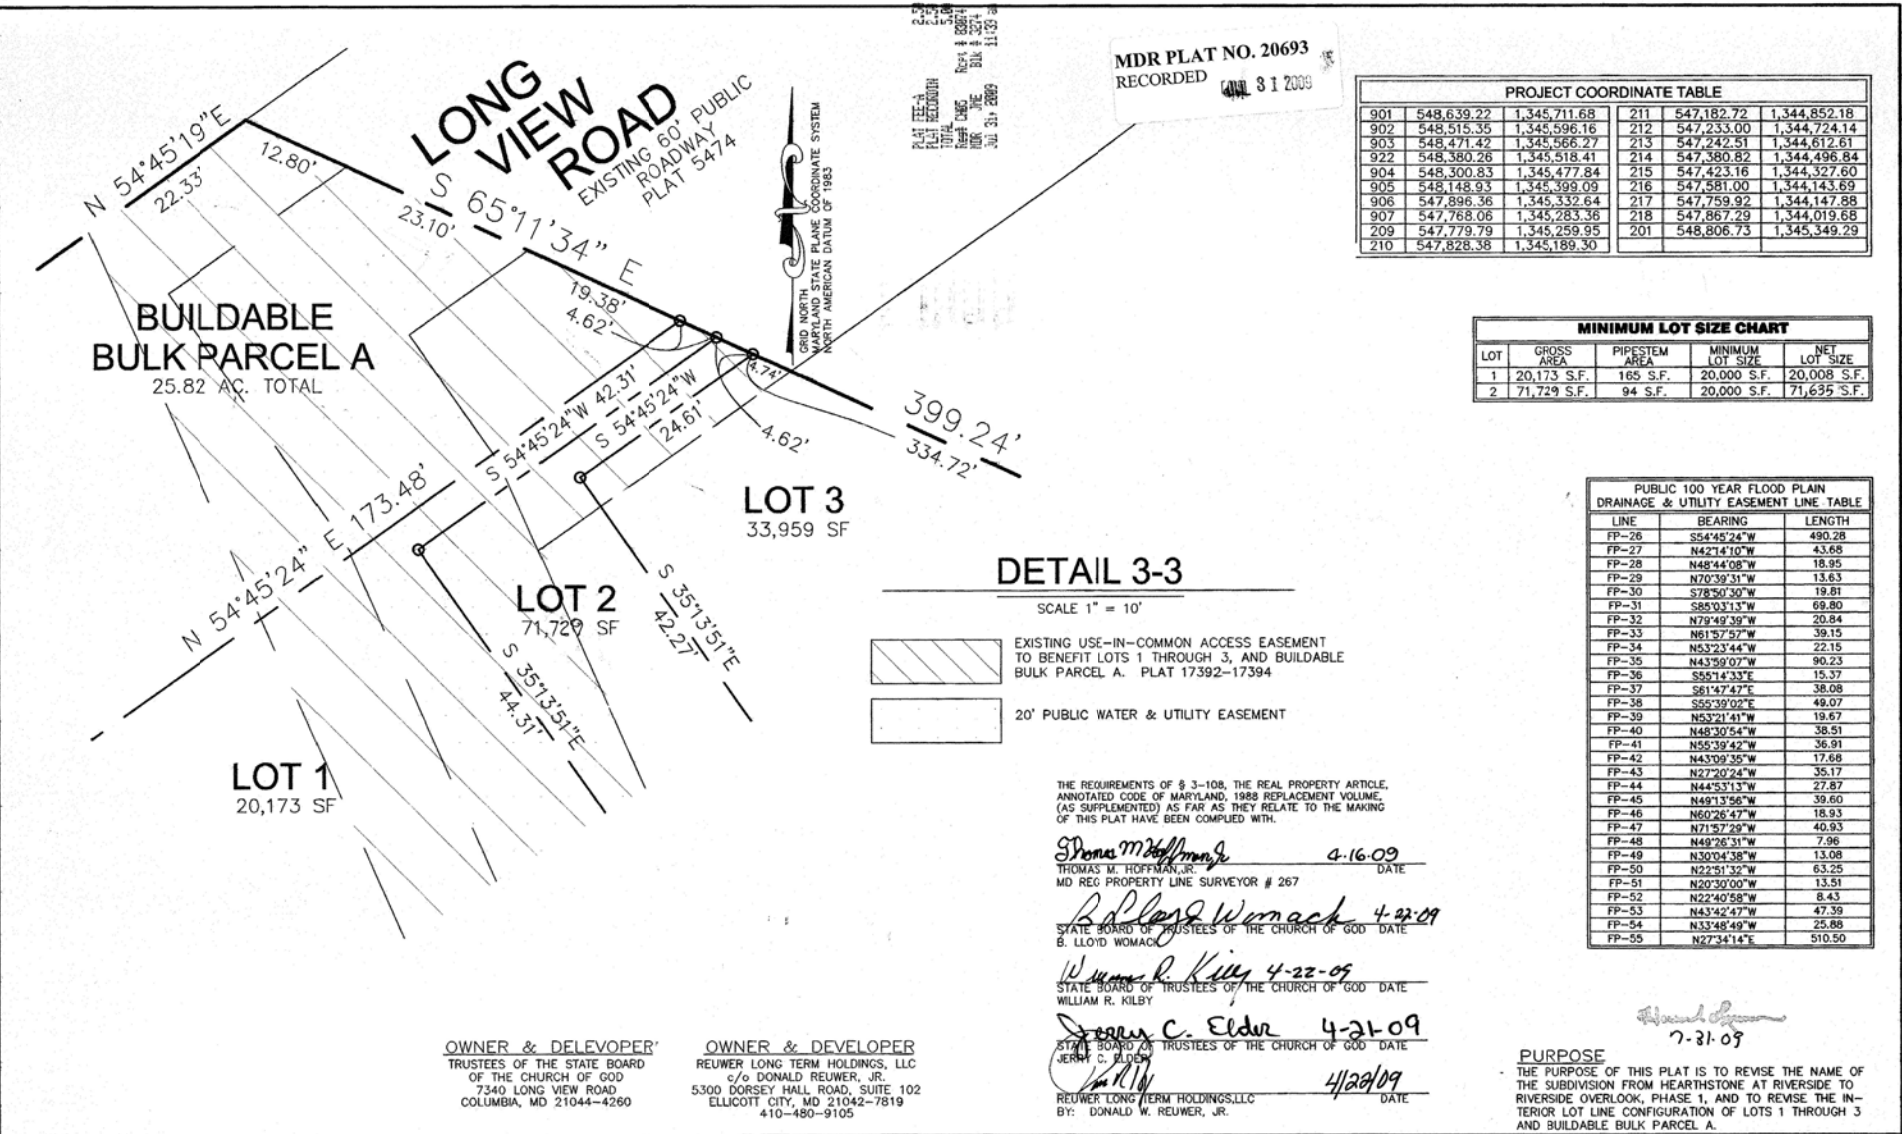 PLAT FEE-A 2.50
PLAT RECORDIN 2.50
TOTAL 5.00
Jul 31, 2009
MDR PLAT NO. 20693
RECORDED JUL 31 2009
N 54°45'19"E
22.33'
12.80'
LONG
VIEW
ROAD
EXISTING 60' PUBLIC
ROADWAY
PLAT 5474
S 65°11'34" E
399.24'
23.10'
19.38'
4.62'
4.62'
4.74'
334.72'
GRID NORTH
MARYLAND STATE PLANE COORDINATE SYSTEM
NORTH AMERICAN DATUM OF 1983
BUILDABLE
BULK PARCEL A
25.82 AC. TOTAL
S 54°45'24"W 42.31'
S 54°45'24"W
24.61'
N 54°45'24" E 173.48'
LOT 3
33,959 SF
LOT 2
71,729 SF
S 35°13'51"E
42.27'
S 35°13'51"E
44.31'
LOT 1
20,173 SF
DETAIL 3-3
SCALE 1" = 10'
EXISTING USE-IN-COMMON ACCESS EASEMENT
TO BENEFIT LOTS 1 THROUGH 3, AND BUILDABLE
BULK PARCEL A. PLAT 17392-17394
20' PUBLIC WATER & UTILITY EASEMENT
PROJECT COORDINATE TABLE
901 548,639.22 1,345,711.68 211 547,182.72 1,344,852.18
902 548,515.35 1,345,596.16 212 547,233.00 1,344,724.14
903 548,471.42 1,345,566.27 213 547,242.51 1,344,612.61
922 548,380.26 1,345,518.41 214 547,380.82 1,344,496.84
904 548,300.83 1,345,477.84 215 547,423.16 1,344,327.60
905 548,148.93 1,345,399.09 216 547,581.00 1,344,143.69
906 547,896.36 1,345,332.64 217 547,759.92 1,344,147.88
907 547,768.06 1,345,283.36 218 547,867.29 1,344,019.68
209 547,779.79 1,345,259.95 201 548,806.73 1,345,349.29
210 547,828.38 1,345,189.30
MINIMUM LOT SIZE CHART
LOT GROSS AREA PIPESTEM AREA MINIMUM LOT SIZE NET LOT SIZE
1 20,173 S.F. 165 S.F. 20,000 S.F. 20,008 S.F.
2 71,729 S.F. 94 S.F. 20,000 S.F. 71,635 S.F.
PUBLIC 100 YEAR FLOOD PLAIN
DRAINAGE & UTILITY EASEMENT LINE TABLE
LINE BEARING LENGTH
FP-26 S54°45'24"W 490.28
FP-27 N42°14'10"W 43.68
FP-28 N48°44'08"W 18.95
FP-29 N70°39'31"W 13.63
FP-30 S78°50'30"W 19.81
FP-31 S85°03'13"W 69.80
FP-32 N79°49'39"W 20.84
FP-33 N61°57'57"W 39.15
FP-34 N53°23'44"W 22.15
FP-35 N43°59'07"W 90.23
FP-36 S55°14'33"E 15.37
FP-37 S61°47'47"E 38.08
FP-38 S55°39'02"E 49.07
FP-39 N53°21'41"W 19.67
FP-40 N48°30'54"W 38.51
FP-41 N55°39'42"W 36.91
FP-42 N43°09'35"W 17.68
FP-43 N27°20'24"W 35.17
FP-44 N44°53'13"W 27.87
FP-45 N49°13'56"W 39.60
FP-46 N60°26'47"W 18.93
FP-47 N71°57'29"W 40.93
FP-48 N49°26'31"W 7.96
FP-49 N30°04'38"W 13.08
FP-50 N22°51'32"W 63.25
FP-51 N20°30'00"W 13.51
FP-52 N22°40'58"W 8.43
FP-53 N43°42'47"W 47.39
FP-54 N33°48'49"W 25.88
FP-55 N27°34'14"E 510.50
THE REQUIREMENTS OF § 3-108, THE REAL PROPERTY ARTICLE,
ANNOTATED CODE OF MARYLAND, 1988 REPLACEMENT VOLUME,
(AS SUPPLEMENTED) AS FAR AS THEY RELATE TO THE MAKING
OF THIS PLAT HAVE BEEN COMPLIED WITH.
Thomas M Hoffman, Jr. 4-16-09
THOMAS M. HOFFMAN, JR. DATE
MD REG PROPERTY LINE SURVEYOR # 267
B Lloyd Womack 4-22-09
STATE BOARD OF TRUSTEES OF THE CHURCH OF GOD DATE
B. LLOYD WOMACK
William R. Kilby 4-22-09
STATE BOARD OF TRUSTEES OF THE CHURCH OF GOD DATE
WILLIAM R. KILBY
Jerry C. Elder 4-21-09
STATE BOARD OF TRUSTEES OF THE CHURCH OF GOD DATE
JERRY C. ELDER
4/22/09
REUWER LONG TERM HOLDINGS, LLC DATE
BY: DONALD W. REUWER, JR.
OWNER & DELEVOPER
TRUSTEES OF THE STATE BOARD
OF THE CHURCH OF GOD
7340 LONG VIEW ROAD
COLUMBIA, MD 21044-4260
OWNER & DEVELOPER
REUWER LONG TERM HOLDINGS, LLC
c/o DONALD REUWER, JR.
5300 DORSEY HALL ROAD, SUITE 102
ELLICOTT CITY, MD 21042-7819
410-480-9105
7-31-09
PURPOSE
THE PURPOSE OF THIS PLAT IS TO REVISE THE NAME OF
THE SUBDIVISION FROM HEARTHSTONE AT RIVERSIDE TO
RIVERSIDE OVERLOOK, PHASE 1, AND TO REVISE THE IN-
TERIOR LOT LINE CONFIGURATION OF LOTS 1 THROUGH 3
AND BUILDABLE BULK PARCEL A.